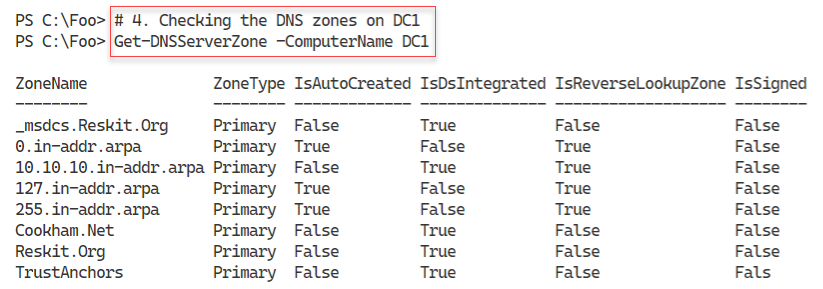 PS C:\Foo> # 4. Checking the DNS zones on DC1
PS C:\Foo> Get-DNSServerZone -ComputerName DC1
ZoneName ZoneType IsAutoCreated IsDsIntegrated IsReverseLookupZone IsSigned
-------- -------- ------------- -------------- ------------------- --------
_msdcs.Reskit.Org Primary False True False False
0.in-addr.arpa Primary True False True False
10.10.10.in-addr.arpa Primary False True True False
127.in-addr.arpa Primary True False True False
255.in-addr.arpa Primary True False True False
Cookham.Net Primary False True False False
Reskit.Org Primary False True False False
TrustAnchors Primary False True False Fals